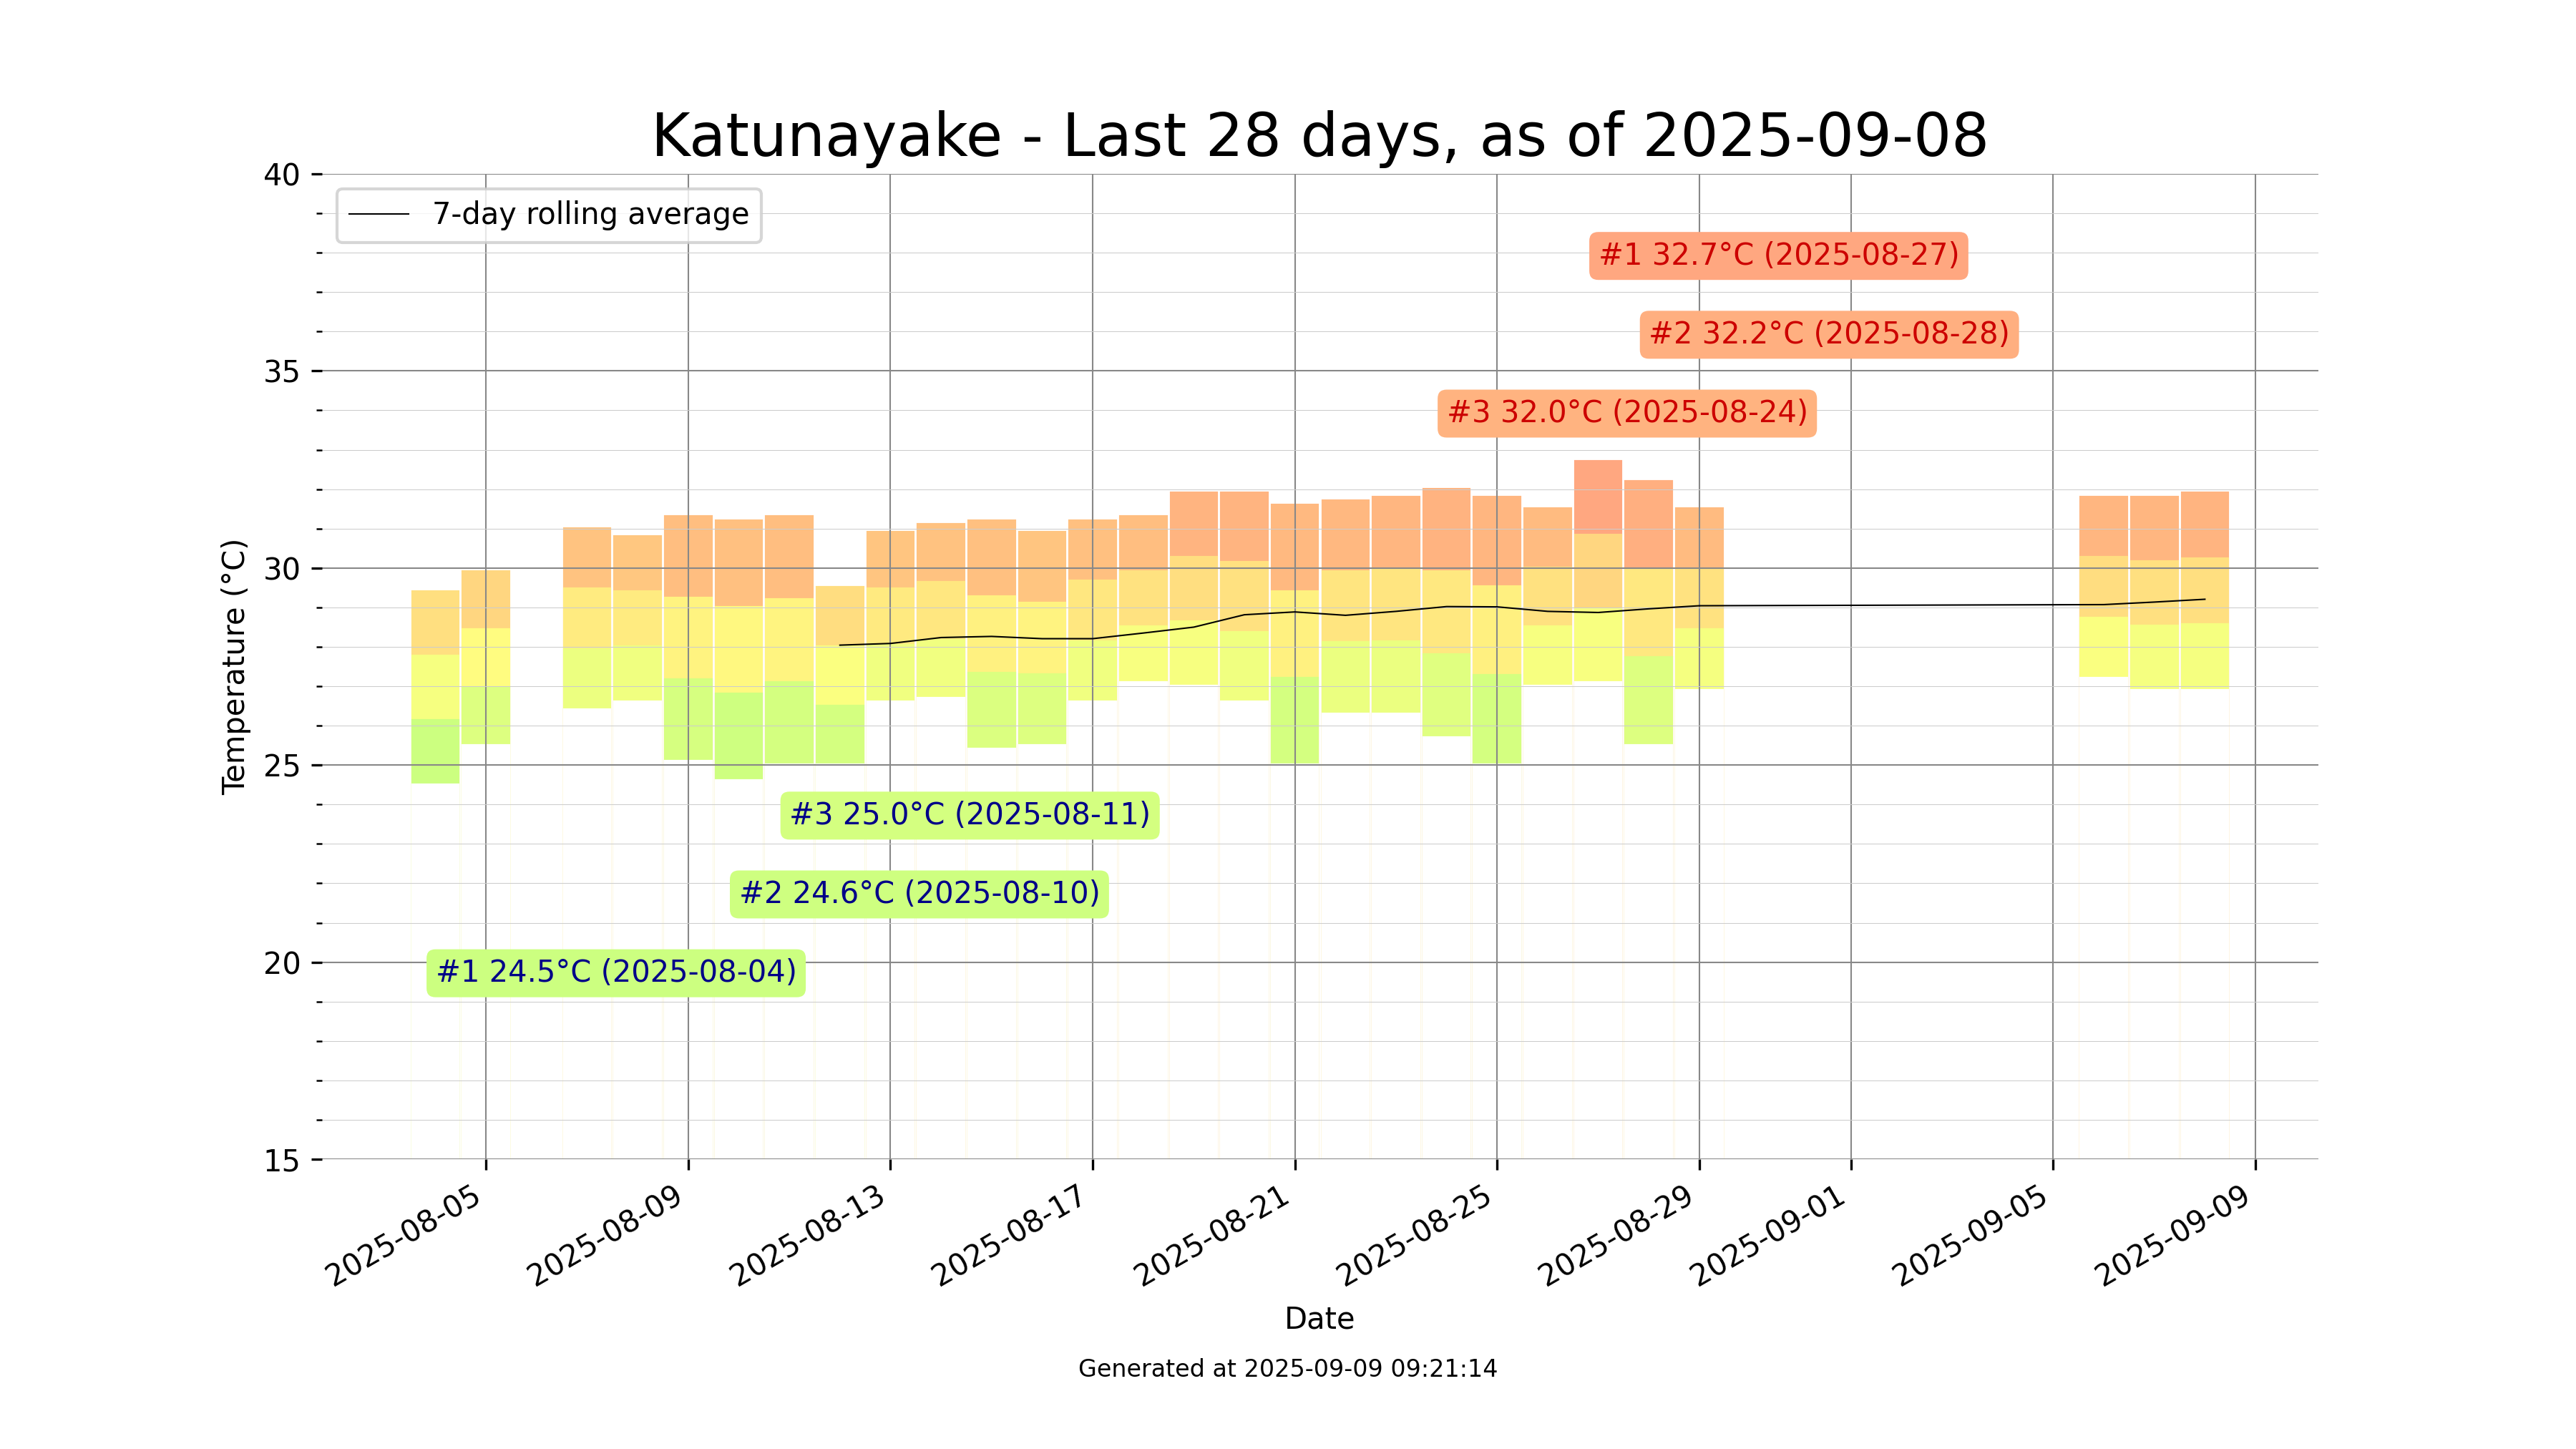 Katunayake - Last 28 days, as of 2025-09-08
7-day rolling average
#1 32.7°C (2025-08-27)
#2 32.2°C (2025-08-28)
#3 32.0°C (2025-08-24)
#3 25.0°C (2025-08-11)
#2 24.6°C (2025-08-10)
#1 24.5°C (2025-08-04)
Temperature (°C)
40
35
30
25
20
15
2025-08-05
2025-08-09
2025-08-13
2025-08-17
2025-08-21
2025-08-25
2025-08-29
2025-09-01
2025-09-05
2025-09-09
Date
Generated at 2025-09-09 09:21:14